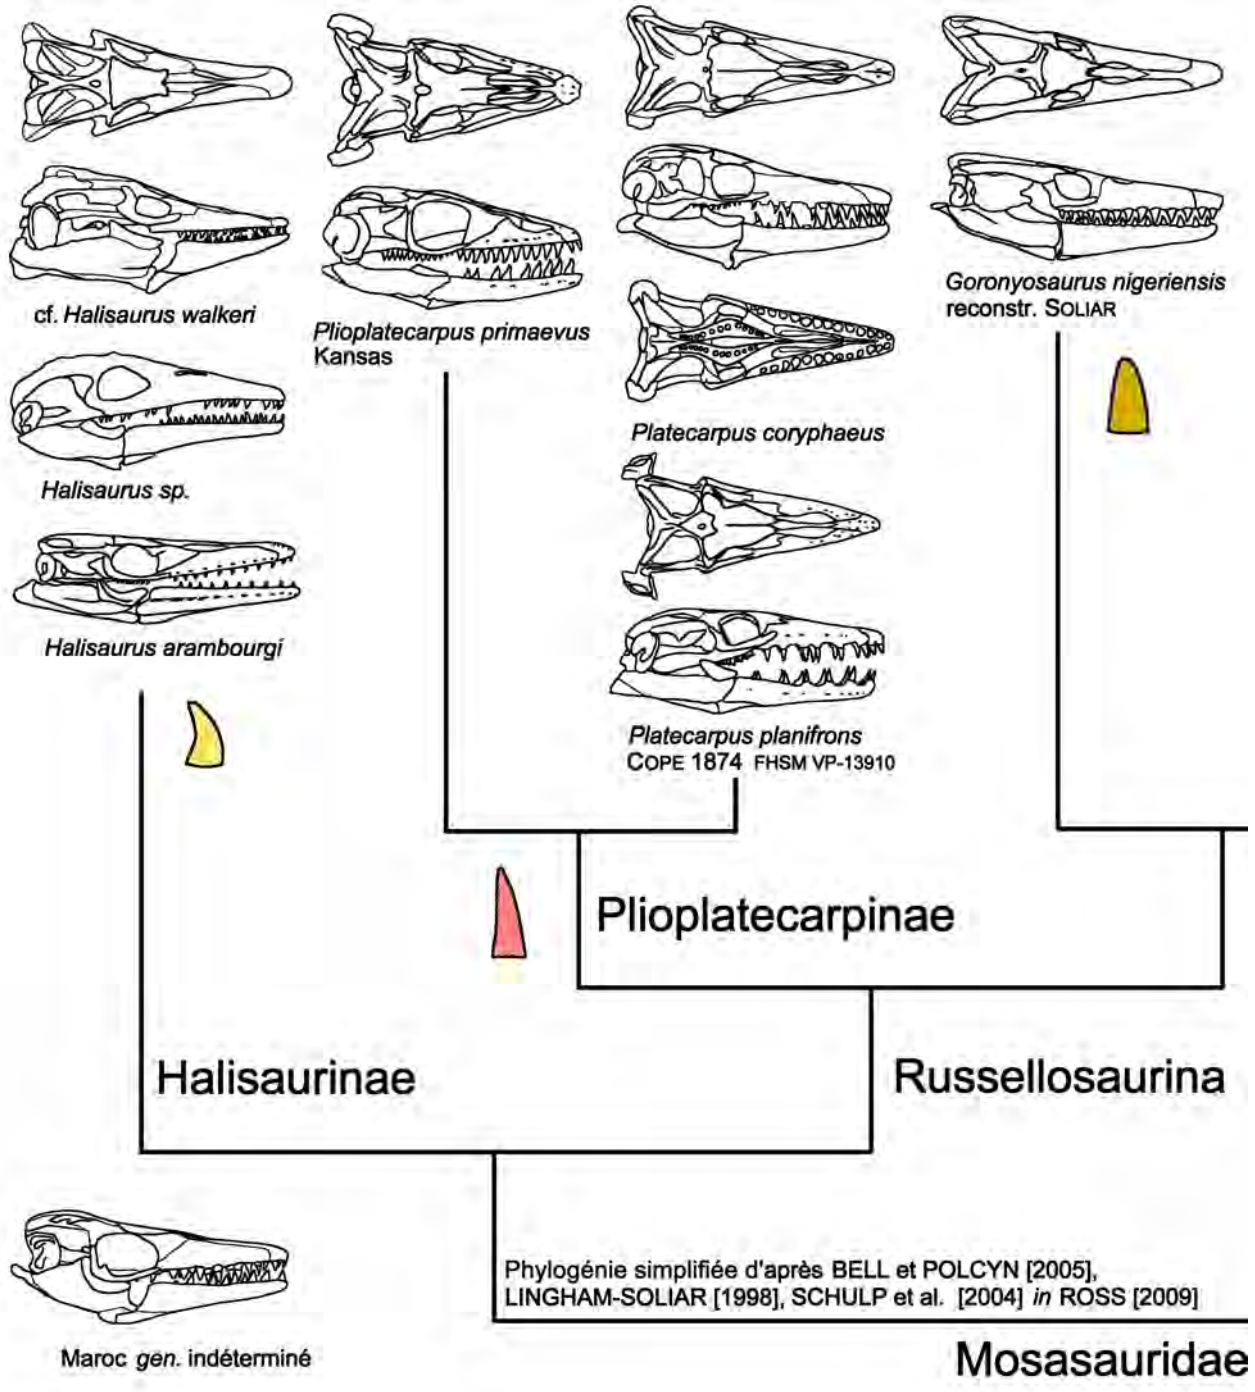 cf. Halisaurus walkeri
Halisaurus sp.
Halisaurus arambourgi
Plioplatecarpus primaevus
Kansas
Platecarpus coryphaeus
Platecarpus planifrons
COPE 1874 FHSM VP-13910
Goronyosaurus nigeriensis
reconstr. SOLIAR
Plioplatecarpinae
Halisaurinae
Russellosaurina
Phylogénie simplifiée d'après BELL et POLCYN [2005],
LINGHAM-SOLIAR [1998], SCHULP et al. [2004] in ROSS [2009]
Maroc gen. indéterminé
Mosasauridae